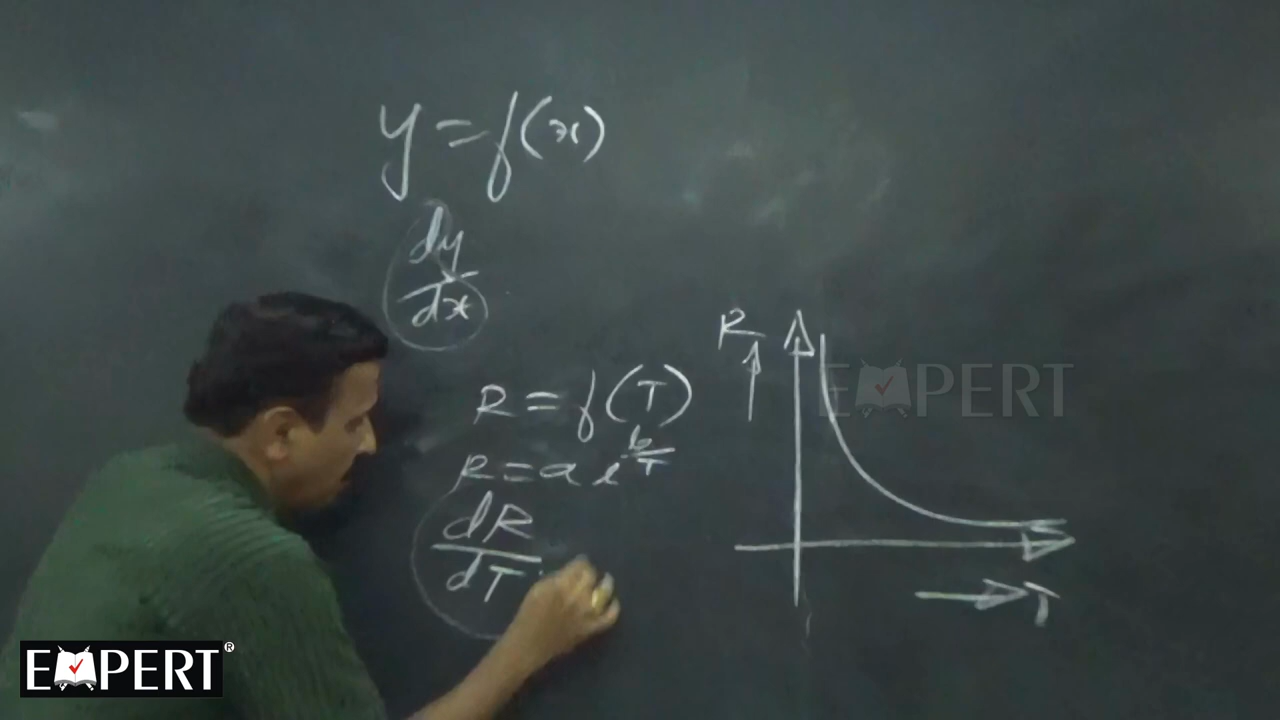 y = f(x)
dy
dx
R = f(T)
R = a e^(b/T)
dR
dT
R
T
EXPERT
EXPERT®